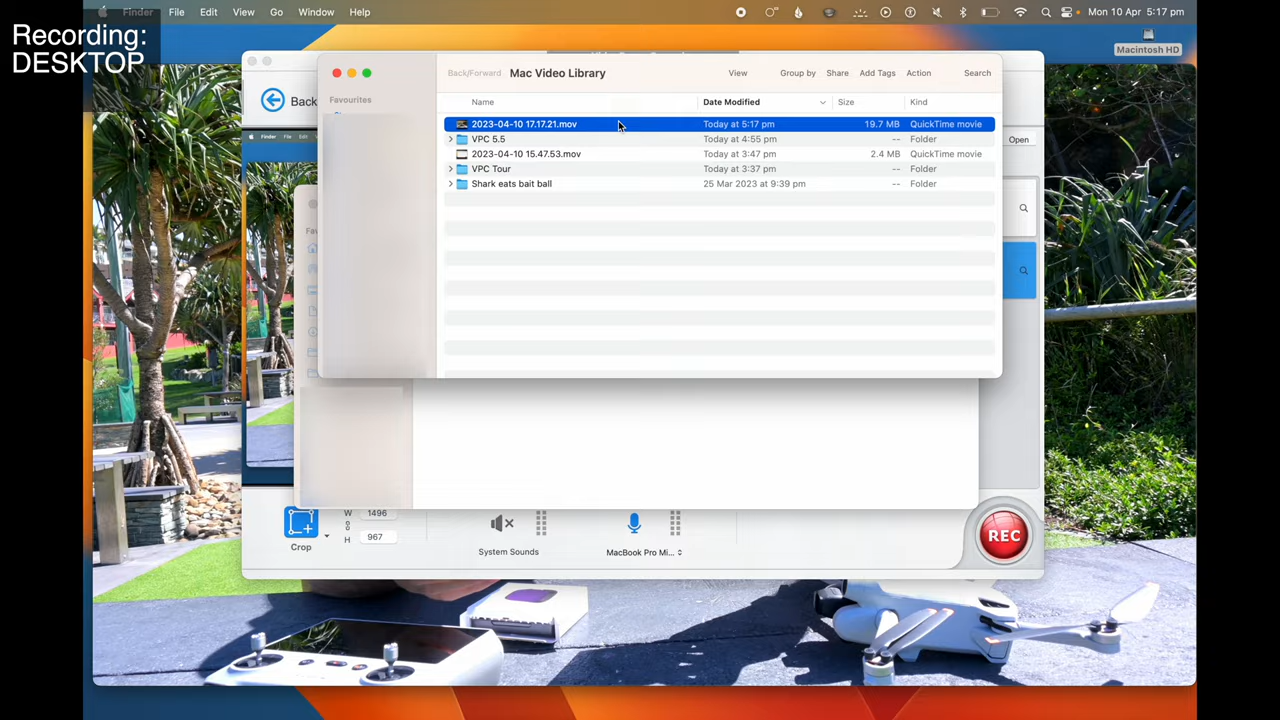 Recording:
DESKTOP
Finder File Edit View Go Window Help
Mon 10 Apr 5:17 pm
Macintosh HD
Back
Back/Forward Mac Video Library View Group by Share Add Tags Action Search
Favourites
Name Date Modified Size Kind
2023-04-10 17.17.21.mov Today at 5:17 pm 19.7 MB QuickTime movie
VPC 5.5 Today at 4:55 pm -- Folder
2023-04-10 15.47.53.mov Today at 3:47 pm 2.4 MB QuickTime movie
VPC Tour Today at 3:37 pm -- Folder
Shark eats bait ball 25 Mar 2023 at 9:39 pm -- Folder
Open
Finder File Edit
Fav
W 1496
H 967
Crop
System Sounds
MacBook Pro Mi...
REC